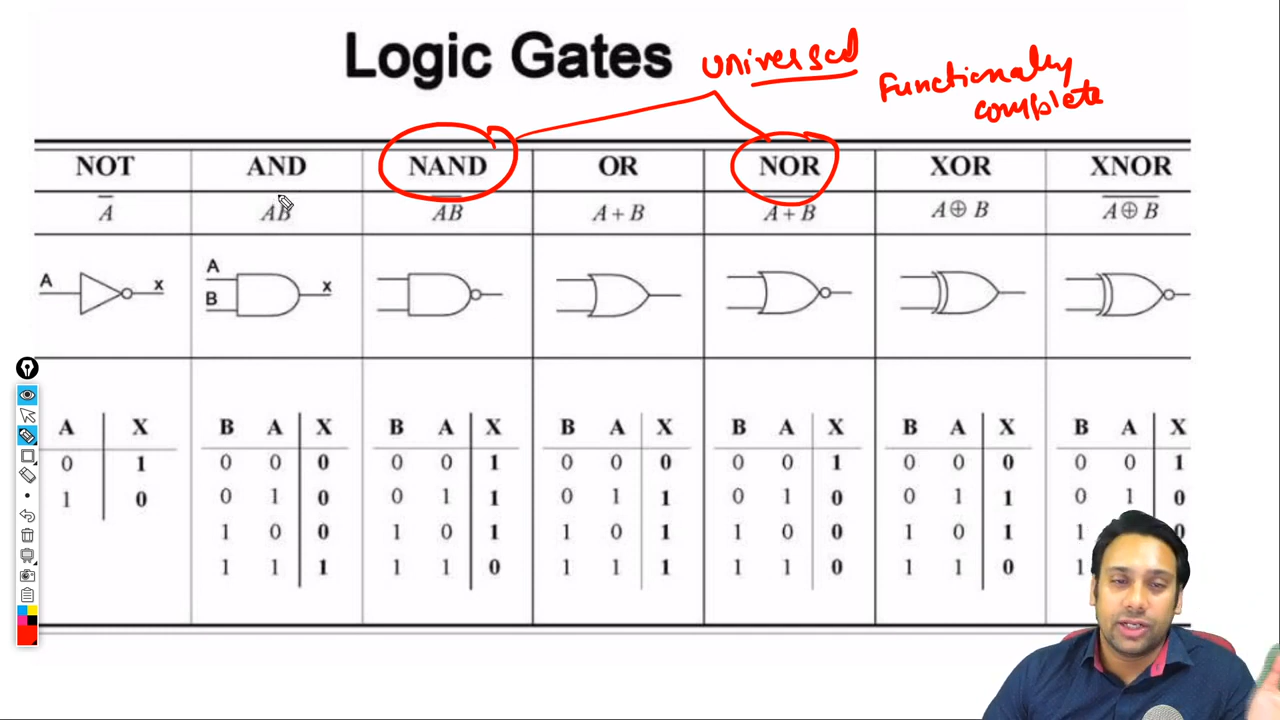 Logic Gates
universal
Functionally
complete
NOT AND NAND OR NOR XOR XNOR
A̅ AB A̅B̅ A + B A̅ ̅+̅ ̅B̅ A ⊕ B A̅ ̅⊕̅ ̅B̅
A x A B x
A X B A X B A X B A X B A X B A X B A X
0 1 0 0 0 0 0 1 0 0 0 0 0 1 0 0 0 0 0 1
1 0 0 1 0 0 1 1 0 1 1 0 1 0 0 1 1 0 1 0
1 0 0 1 0 1 1 0 1 1 0 0 1 0 1 1 0
1 1 1 1 1 0 1 1 1 1 1 0 1 1 0 1